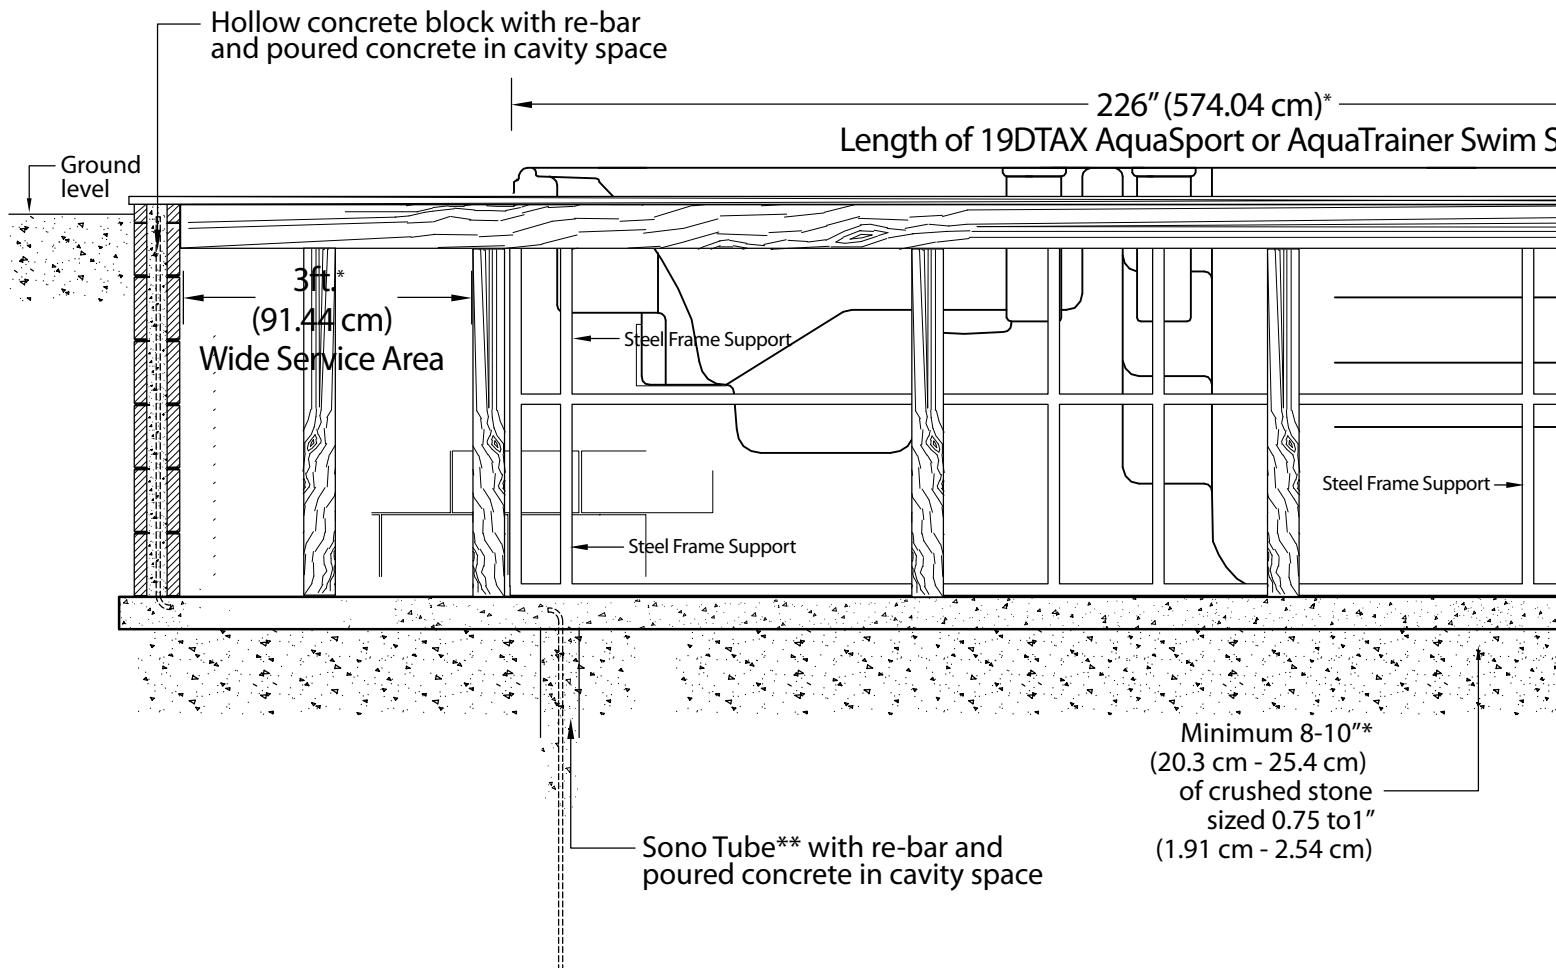 Hollow concrete block with re-bar
and poured concrete in cavity space
226” (574.04 cm)*
Length of 19DTAX AquaSport or AquaTrainer Swim S
Ground
level
3ft.*
(91.44 cm)
Wide Service Area
Steel Frame Support
Steel Frame Support
Steel Frame Support
Minimum 8-10”*
(20.3 cm - 25.4 cm)
of crushed stone
sized 0.75 to1”
(1.91 cm - 2.54 cm)
Sono Tube** with re-bar and
poured concrete in cavity space